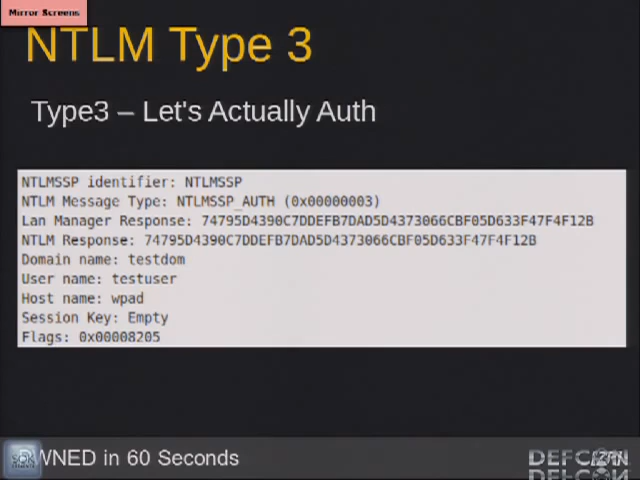 Mirror Screens
NTLM Type 3
Type3 – Let's Actually Auth
NTLMSSP identifier: NTLMSSP
NTLM Message Type: NTLMSSP_AUTH (0x00000003)
Lan Manager Response: 74795D4390C7DDEFB7DAD5D4373066CBF05D633F47F4F12B
NTLM Response: 74795D4390C7DDEFB7DAD5D4373066CBF05D633F47F4F12B
Domain name: testdom
User name: testuser
Host name: wpad
Session Key: Empty
Flags: 0x00008205
WNED in 60 Seconds
DEFCON